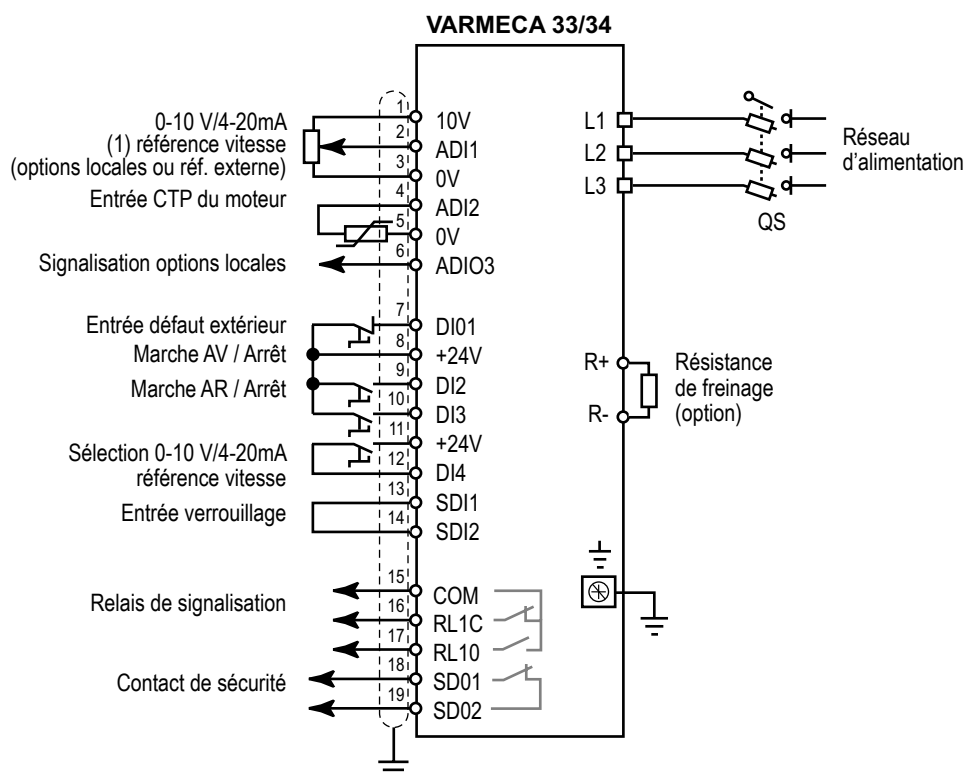 VARMECA 33/34
0-10 V/4-20mA
(1) référence vitesse
(options locales ou réf. externe)
Entrée CTP du moteur
Signalisation options locales
Entrée défaut extérieur
Marche AV / Arrêt
Marche AR / Arrêt
Sélection 0-10 V/4-20mA
référence vitesse
Entrée verrouillage
Relais de signalisation
Contact de sécurité
1 10V
2 ADI1
3 0V
4 ADI2
5 0V
6 ADIO3
7 DI01
8 +24V
9 DI2
10 DI3
11 +24V
12 DI4
13 SDI1
14 SDI2
15 COM
16 RL1C
17 RL10
18 SD01
19 SD02
L1
L2
L3
QS
Réseau
d’alimentation
R+
R-
Résistance
de freinage
(option)